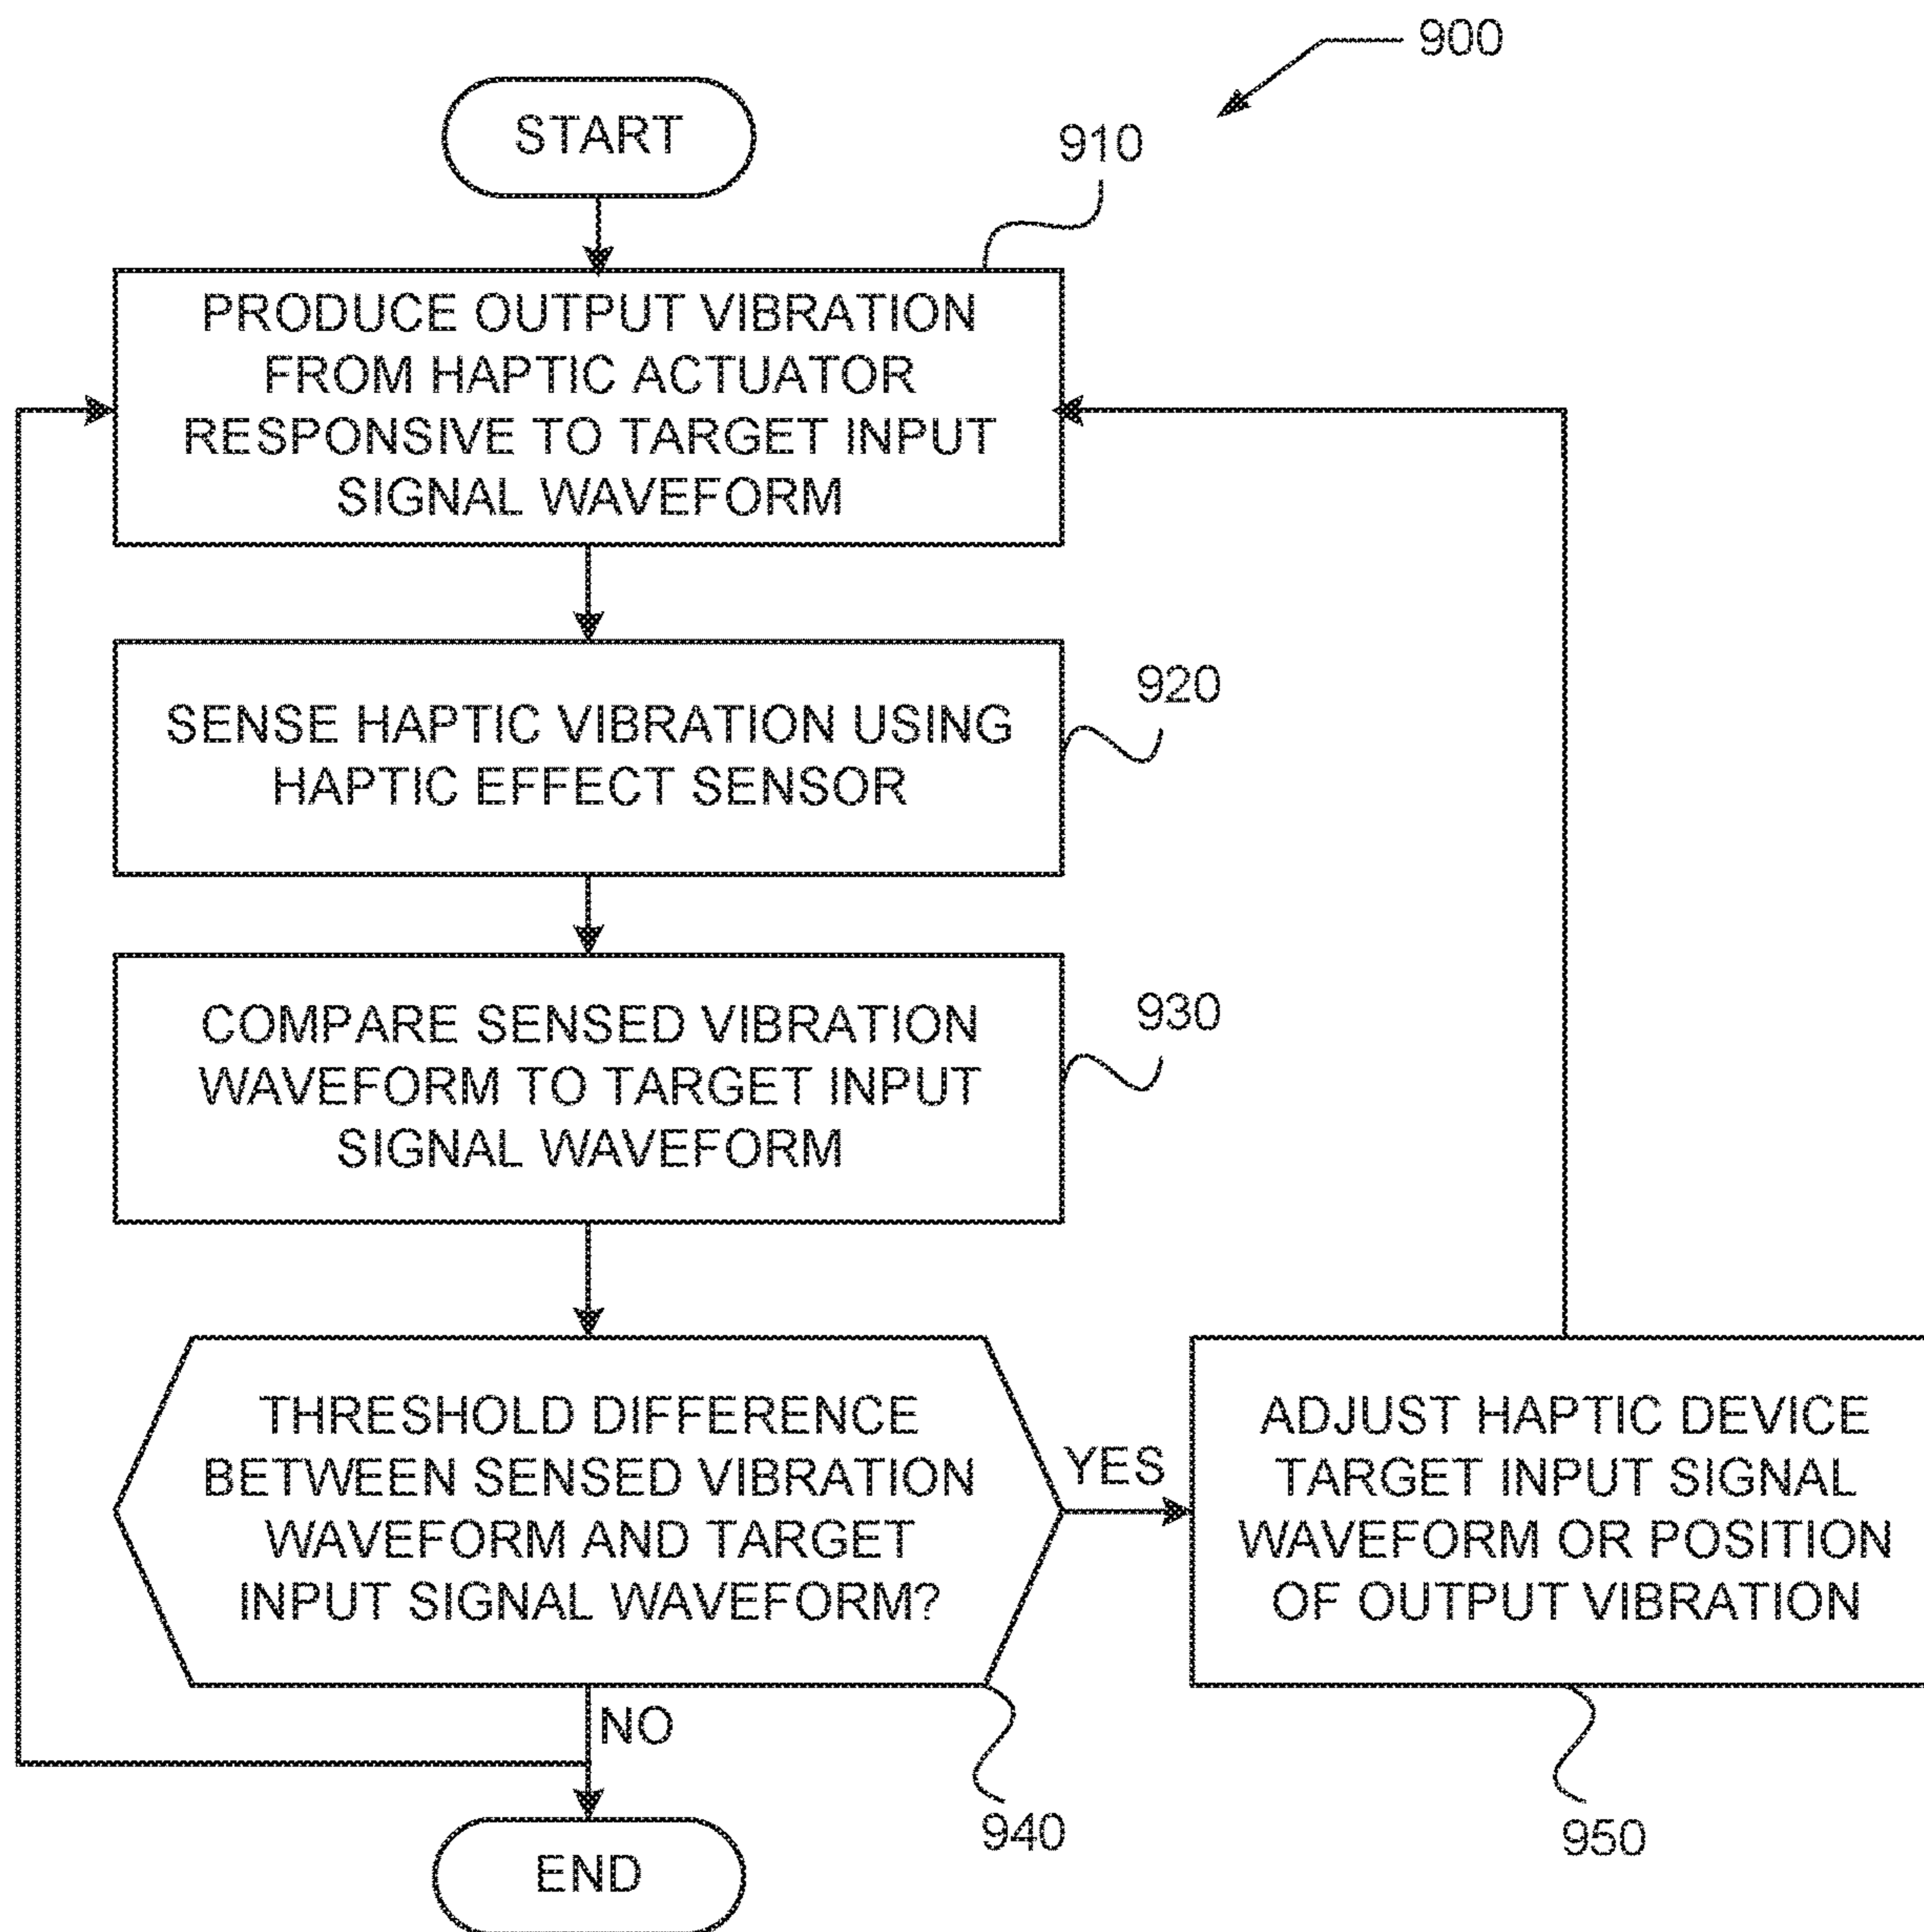 900
START
910
PRODUCE OUTPUT VIBRATION
FROM HAPTIC ACTUATOR
RESPONSIVE TO TARGET INPUT
SIGNAL WAVEFORM
920
SENSE HAPTIC VIBRATION USING
HAPTIC EFFECT SENSOR
930
COMPARE SENSED VIBRATION
WAVEFORM TO TARGET INPUT
SIGNAL WAVEFORM
THRESHOLD DIFFERENCE
BETWEEN SENSED VIBRATION
WAVEFORM AND TARGET
INPUT SIGNAL WAVEFORM?
YES
ADJUST HAPTIC DEVICE
TARGET INPUT SIGNAL
WAVEFORM OR POSITION
OF OUTPUT VIBRATION
NO
940
950
END